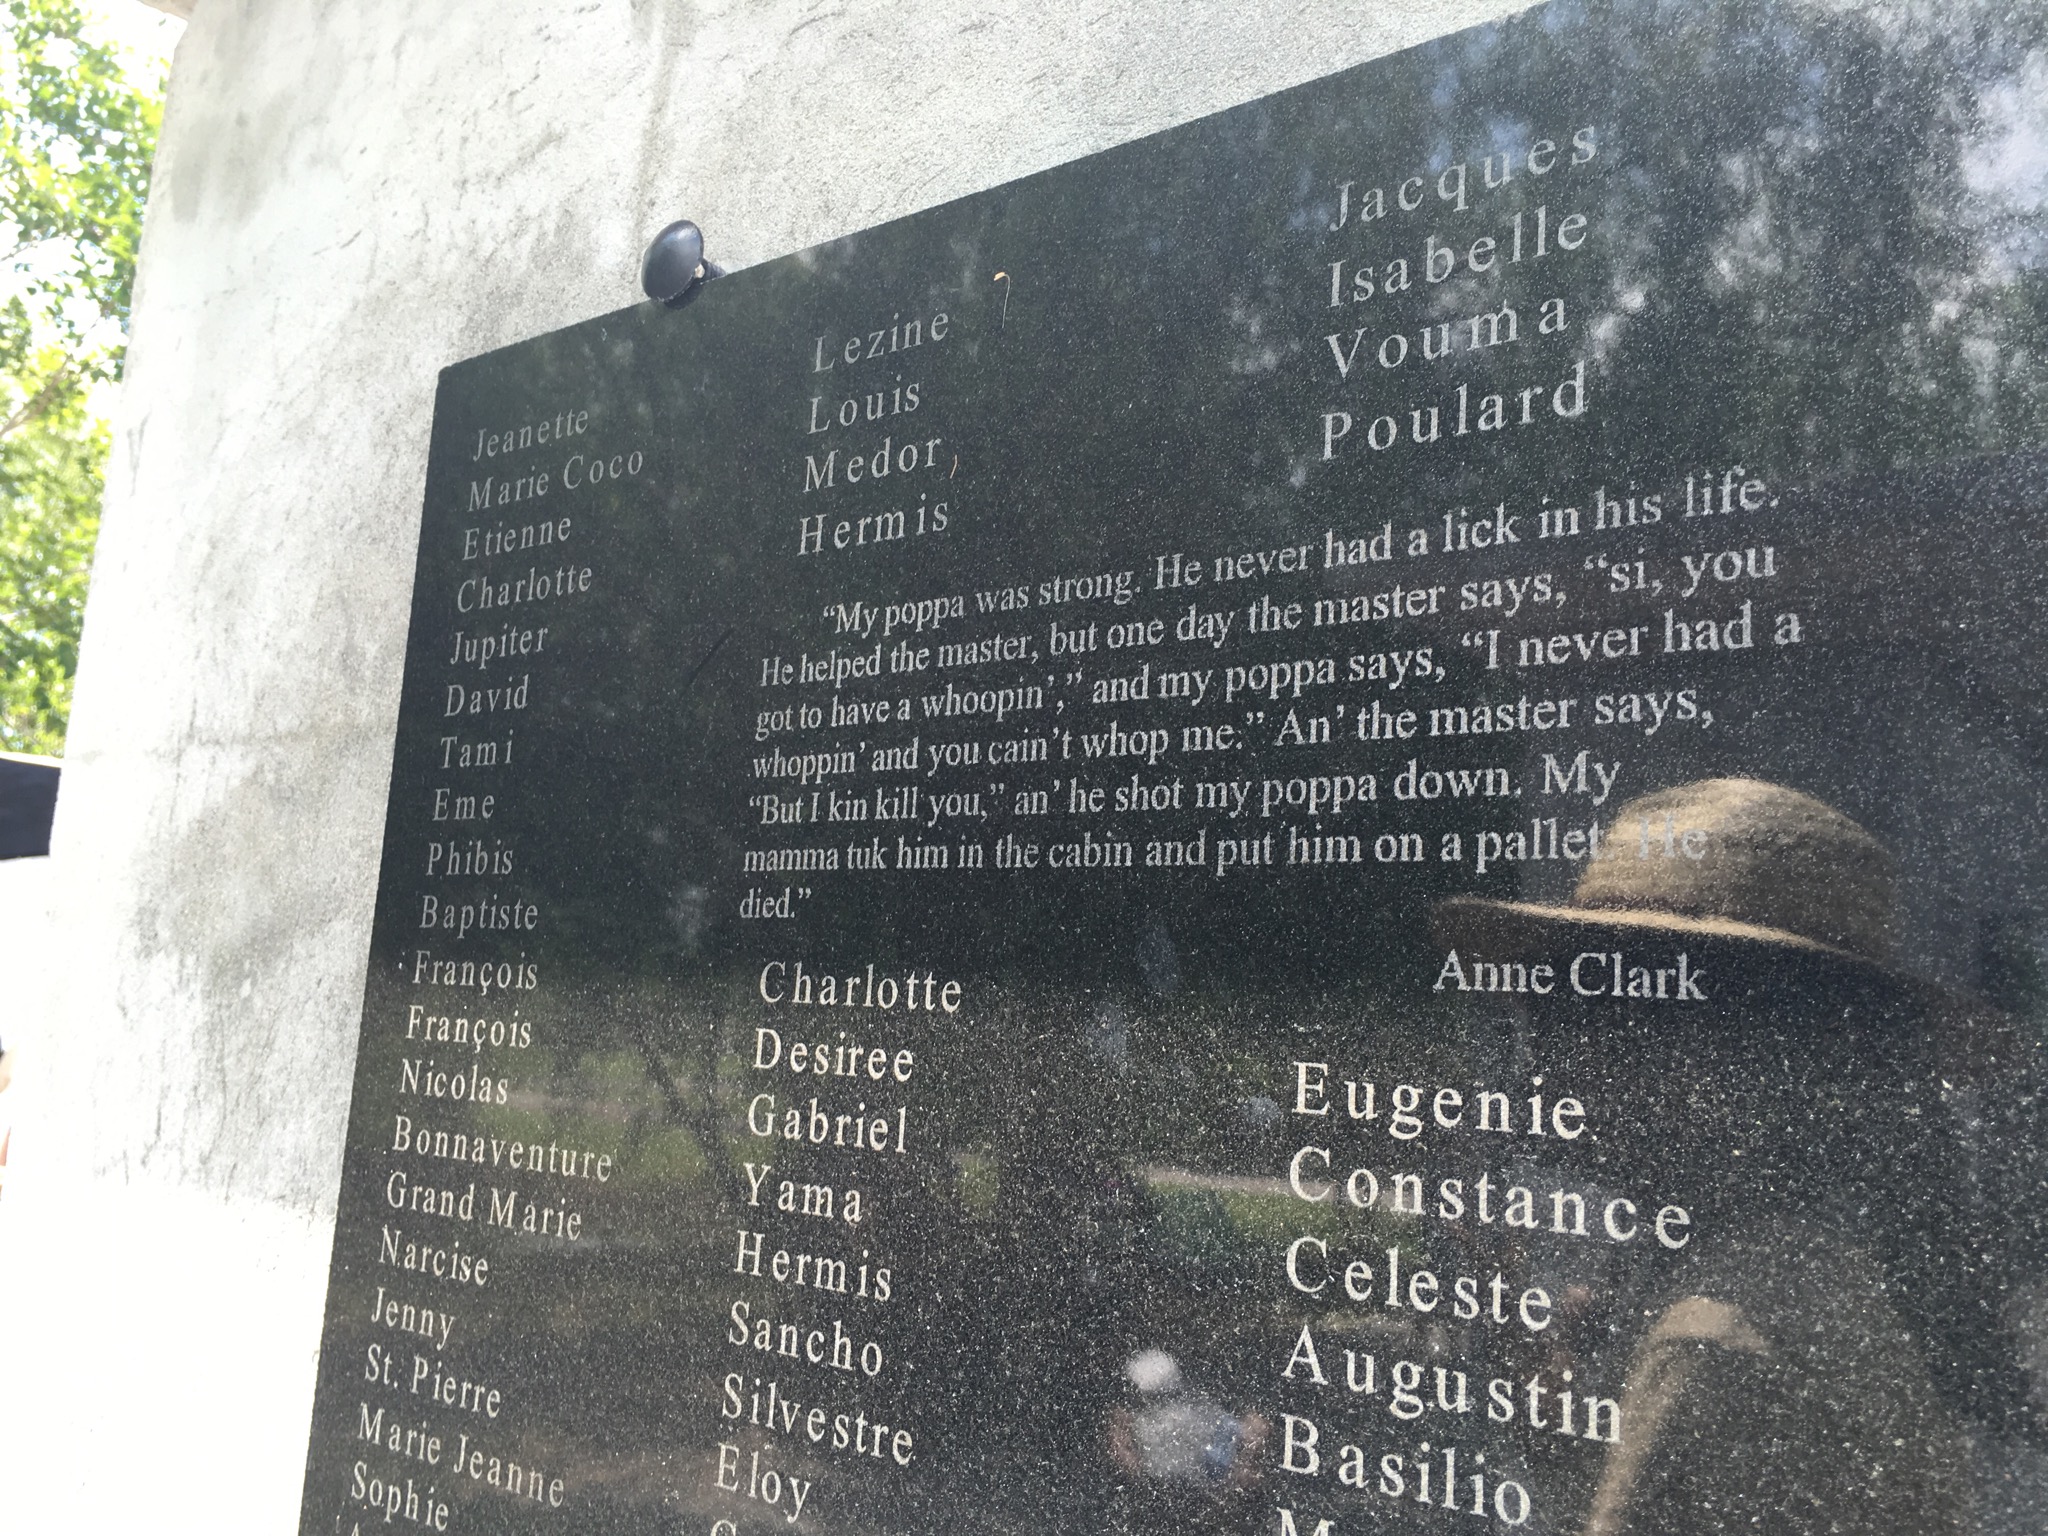 Jeanette
Marie Coco
Etienne
Charlotte
Jupiter
David
Tami
Eme
Phibis
Baptiste
François
François
Nicolas
Bonnaventure
Grand Marie
Narcise
Jenny
St. Pierre
Marie Jeanne
Sophie
Lezine
Louis
Medor
Hermis
Jacques
Isabelle
Vouma
Poulard
“My poppa was strong. He never had a lick in his life.
He helped the master, but one day the master says, “si, you
got to have a whoopin’,” and my poppa says, “I never had a
whoppin’ and you cain’t whop me.” An’ the master says,
“But I kin kill you,” an’ he shot my poppa down. My
mamma tuk him in the cabin and put him on a pallet. He
died.”
Anne Clark
Charlotte
Desiree
Gabriel
Yama
Hermis
Sancho
Silvestre
Eloy
Eugenie
Constance
Celeste
Augustin
Basilio